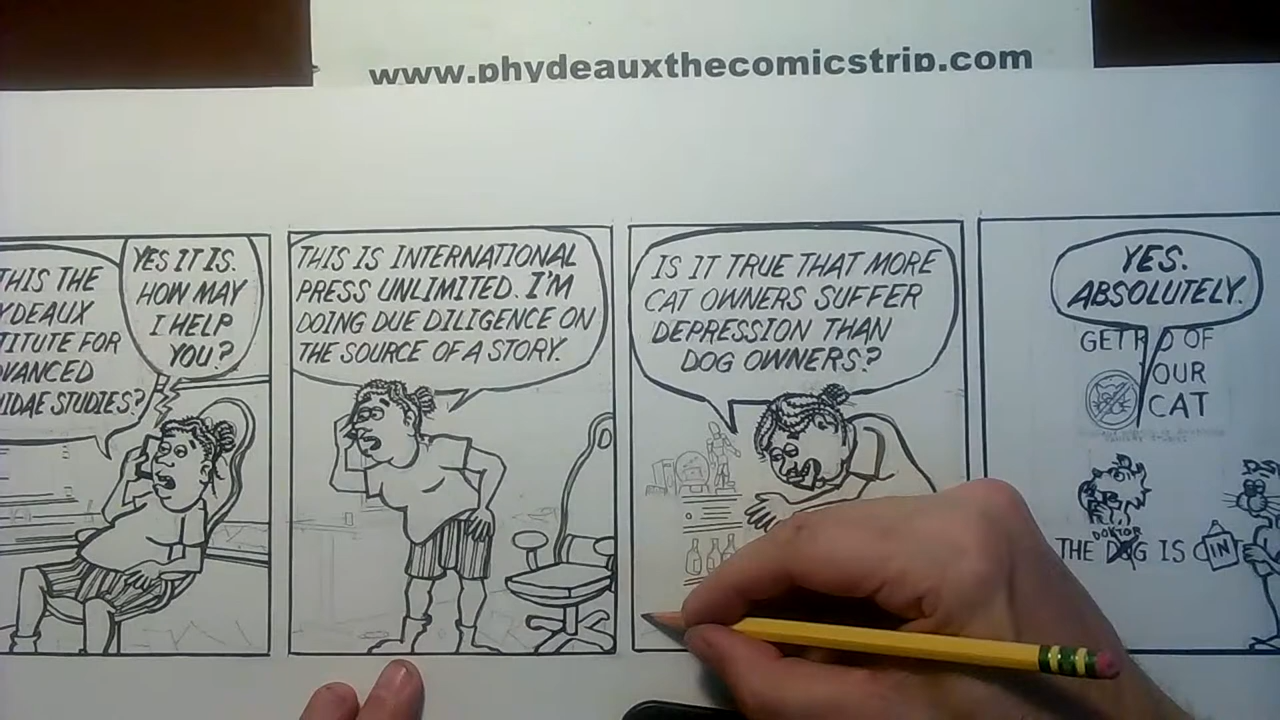 www.phydeauxthecomicstrip.com
THIS THE
YDEAUX
TITUTE FOR
VANCED
IDAE STUDIES?
YES IT IS.
HOW MAY
I HELP
YOU?
THIS IS INTERNATIONAL
PRESS UNLIMITED. I'M
DOING DUE DILIGENCE ON
THE SOURCE OF A STORY.
IS IT TRUE THAT MORE
CAT OWNERS SUFFER
DEPRESSION THAN
DOG OWNERS?
YES.
ABSOLUTELY.
GET R D OF
OUR
CAT
DOKTOR
THE DOG IS IN